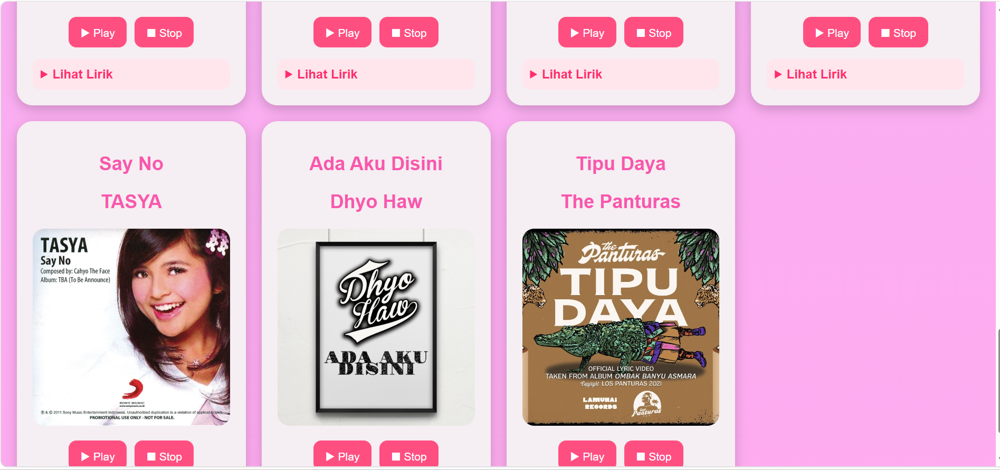 ▶ Play ■ Stop ▶ Play ■ Stop ▶ Play ■ Stop ▶ Play ■ Stop
▶ Lihat Lirik ▶ Lihat Lirik ▶ Lihat Lirik ▶ Lihat Lirik
Say No
TASYA
TASYA
Say No
Composed by: Cahyo The Face
Album: TBA (To Be Announce)
SONY MUSIC
www.sonymusic.co.id
℗ & © 2011 Sony Music Entertainment Indonesia. Unauthorized duplication is a violation of applicable laws.
PROMOTIONAL USE ONLY - NOT FOR SALE.
▶ Play ■ Stop
Ada Aku Disini
Dhyo Haw
Dhyo
Haw
ADA AKU
DISINI
▶ Play ■ Stop
Tipu Daya
The Panturas
the
Panturas
TIPU
DAYA
OFFICIAL LYRIC VIDEO
TAKEN FROM ALBUM OMBAK BANYU ASMARA
Copyright LOS PANTURAS 2021
LAMUNAI
RECORDS
Los
Panturas
▶ Play ■ Stop